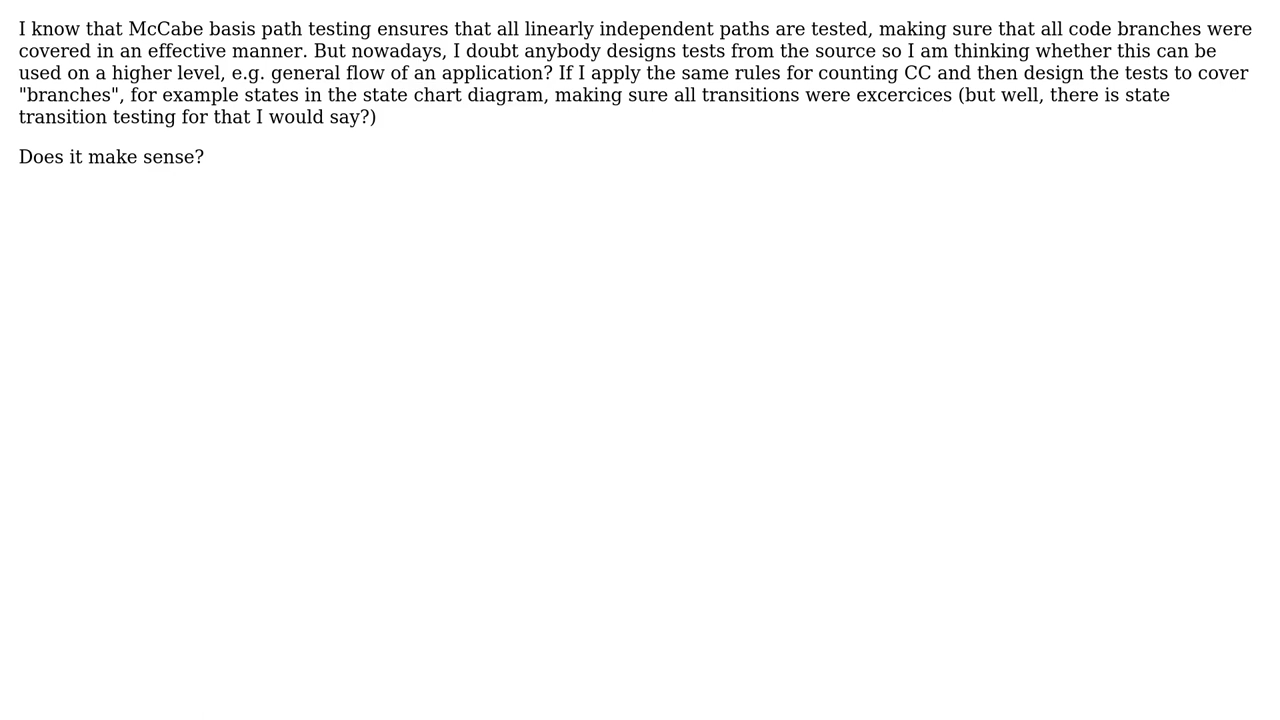 I know that McCabe basis path testing ensures that all linearly independent paths are tested, making sure that all code branches were
covered in an effective manner. But nowadays, I doubt anybody designs tests from the source so I am thinking whether this can be
used on a higher level, e.g. general flow of an application? If I apply the same rules for counting CC and then design the tests to cover
"branches", for example states in the state chart diagram, making sure all transitions were excercices (but well, there is state
transition testing for that I would say?)
Does it make sense?